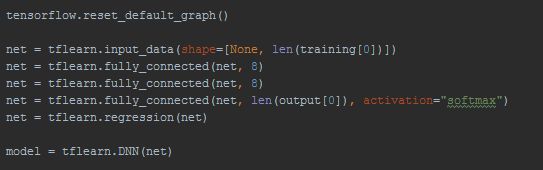 tensorflow.reset_default_graph()
net = tflearn.input_data(shape=[None, len(training[0])])
net = tflearn.fully_connected(net, 8)
net = tflearn.fully_connected(net, 8)
net = tflearn.fully_connected(net, len(output[0]), activation="softmax")
net = tflearn.regression(net)
model = tflearn.DNN(net)